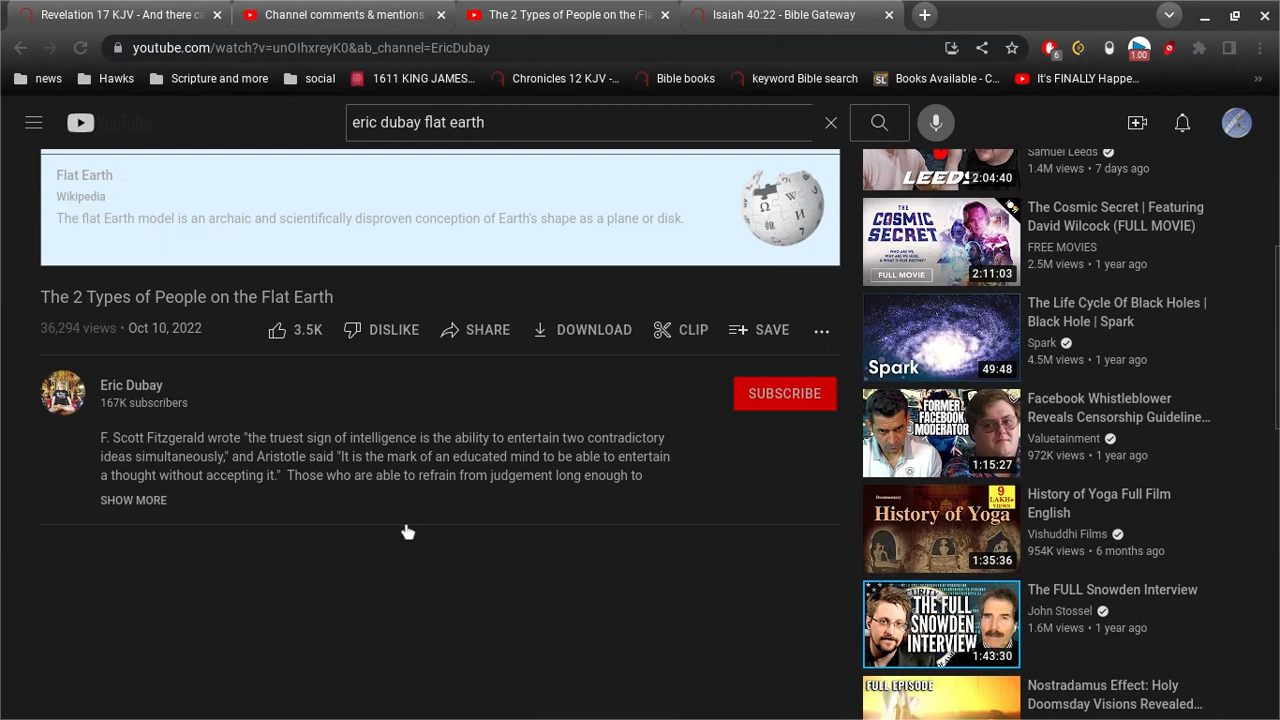 Revelation 17 KJV - And there ca
Channel comments & mentions
The 2 Types of People on the Fla
Isaiah 40:22 - Bible Gateway
youtube.com/watch?v=unOIhxreyK0&ab_channel=EricDubay
6
1.00
news
Hawks
Scripture and more
social
1611 KING JAMES...
Chronicles 12 KJV -...
Bible books
keyword Bible search
SL
Books Available - C...
It's FINALLY Happe...
YouTube
eric dubay flat earth
Flat Earth
Wikipedia
The flat Earth model is an archaic and scientifically disproven conception of Earth's shape as a plane or disk.
The 2 Types of People on the Flat Earth
36,294 views • Oct 10, 2022
3.5K
DISLIKE
SHARE
DOWNLOAD
CLIP
SAVE
Eric Dubay
167K subscribers
SUBSCRIBE
F. Scott Fitzgerald wrote "the truest sign of intelligence is the ability to entertain two contradictory
ideas simultaneously," and Aristotle said "It is the mark of an educated mind to be able to entertain
a thought without accepting it."  Those who are able to refrain from judgement long enough to
SHOW MORE
LEEDS
2:04:40
Samuel Leeds
1.4M views • 7 days ago
THE COSMIC SECRET
FULL MOVIE
2:11:03
The Cosmic Secret | Featuring
David Wilcock (FULL MOVIE)
FREE MOVIES
2.5M views • 1 year ago
Spark
49:48
The Life Cycle Of Black Holes |
Black Hole | Spark
Spark
4.5M views • 1 year ago
FORMER
FACEBOOK
MODERATOR
1:15:27
Facebook Whistleblower
Reveals Censorship Guideline...
Valuetainment
972K views • 1 year ago
Documentary
9
LAKH+
VIEWS
History of Yoga
1:35:36
History of Yoga Full Film
English
Vishuddhi Films
954K views • 6 months ago
THE FULL
SNOWDEN
INTERVIEW
1:43:30
The FULL Snowden Interview
John Stossel
1.6M views • 1 year ago
FULL EPISODE
Nostradamus Effect: Holy
Doomsday Visions Revealed...